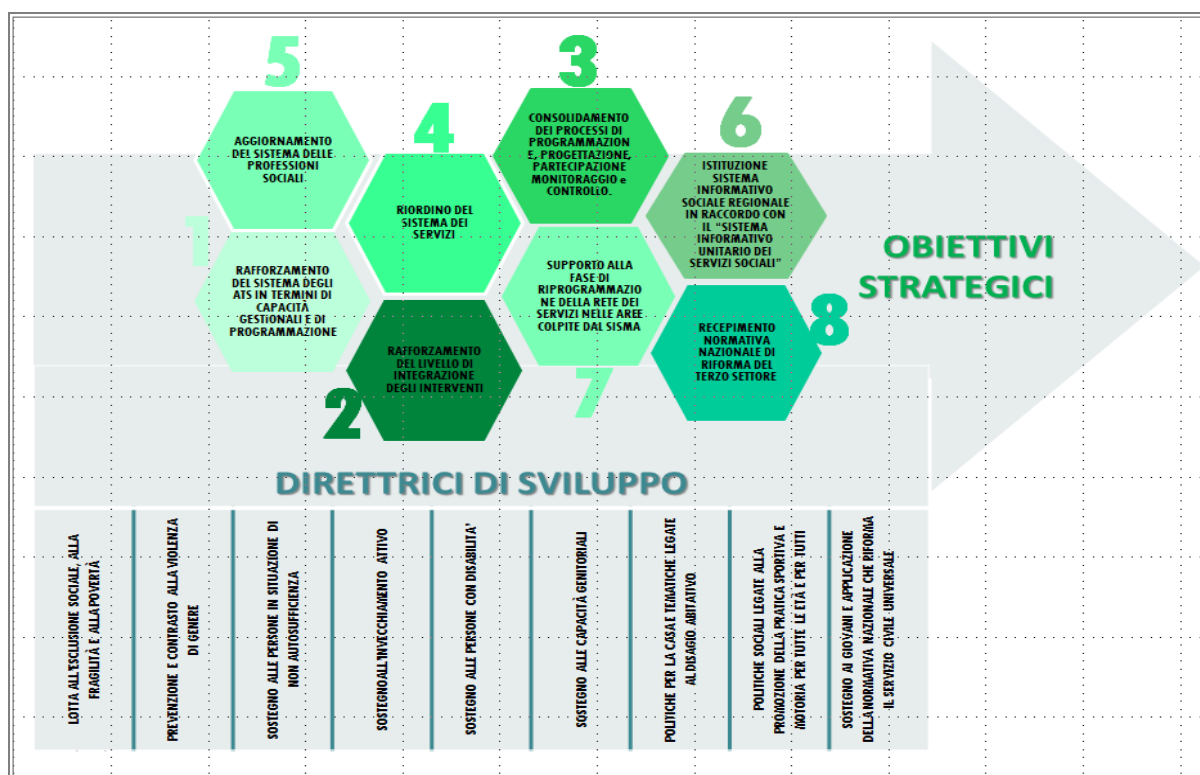 5
AGGIORNAMENTO
DEL SISTEMA DELLE
PROFESSIONI
SOCIALI
1
RAFFORZAMENTO
DEL SISTEMA DEGLI
ATS IN TERMINI DI
CAPACITÀ
GESTIONALI E DI
PROGRAMMAZIONE
4
RIORDINO DEL
SISTEMA DEI
SERVIZI
2
RAFFORZAMENTO
DEL LIVELLO DI
INTEGRAZIONE
DEGLI INTERVENTI
3
CONSOLIDAMENTO
DEI PROCESSI DI
PROGRAMMAZION
E, PROGETTAZIONE,
PARTECIPAZIONE
MONITORAGGIO e
CONTROLLO.
SUPPORTO ALLA
FASE DI
RIPROGRAMMAZIO
NE DELLA RETE DEI
SERVIZI NELLE AREE
COLPITE DAL SISMA
7
6
ISTITUZIONE
SISTEMA
INFORMATIVO
SOCIALE REGIONALE
IN RACCORDO CON
IL “SISTEMA
INFORMATIVO
UNITARIO DEI
SERVIZI SOCIALI”
8
RECEPIMENTO
NORMATIVA
NAZIONALE DI
RIFORMA DEL
TERZO SETTORE
OBIETTIVI
STRATEGICI
DIRETTRICI DI SVILUPPO
LOTTA ALL'ESCLUSIONE SOCIALE, ALLA
FRAGILITÀ E ALLA POVERTÀ
PREVENZIONE E CONTRASTO ALLA VIOLENZA
DI GENERE
SOSTEGNO ALLE PERSONE IN SITUAZIONE DI
NON AUTOSUFFICIENZA
SOSTEGNO ALL'INVECCHIAMENTO ATTIVO
SOSTEGNO ALLE PERSONE CON DISABILITA'
SOSTEGNO ALLE CAPACITÀ GENITORIALI
POLITICHE PER LA CASA E TEMATICHE LEGATE
AL DISAGIO ABITATIVO
POLITICHE SOCIALI LEGATE ALLA
PROMOZIONE DELLA PRATICA SPORTIVA E
MOTORIA PER TUTTE LE ETÀ E PER TUTTI
SOSTEGNO AI GIOVANI E APPLICAZIONE
DELLA NORMATIVA NAZIONALE CHE RIFORMA
IL SERVIZIO CIVILE UNIVERSALE